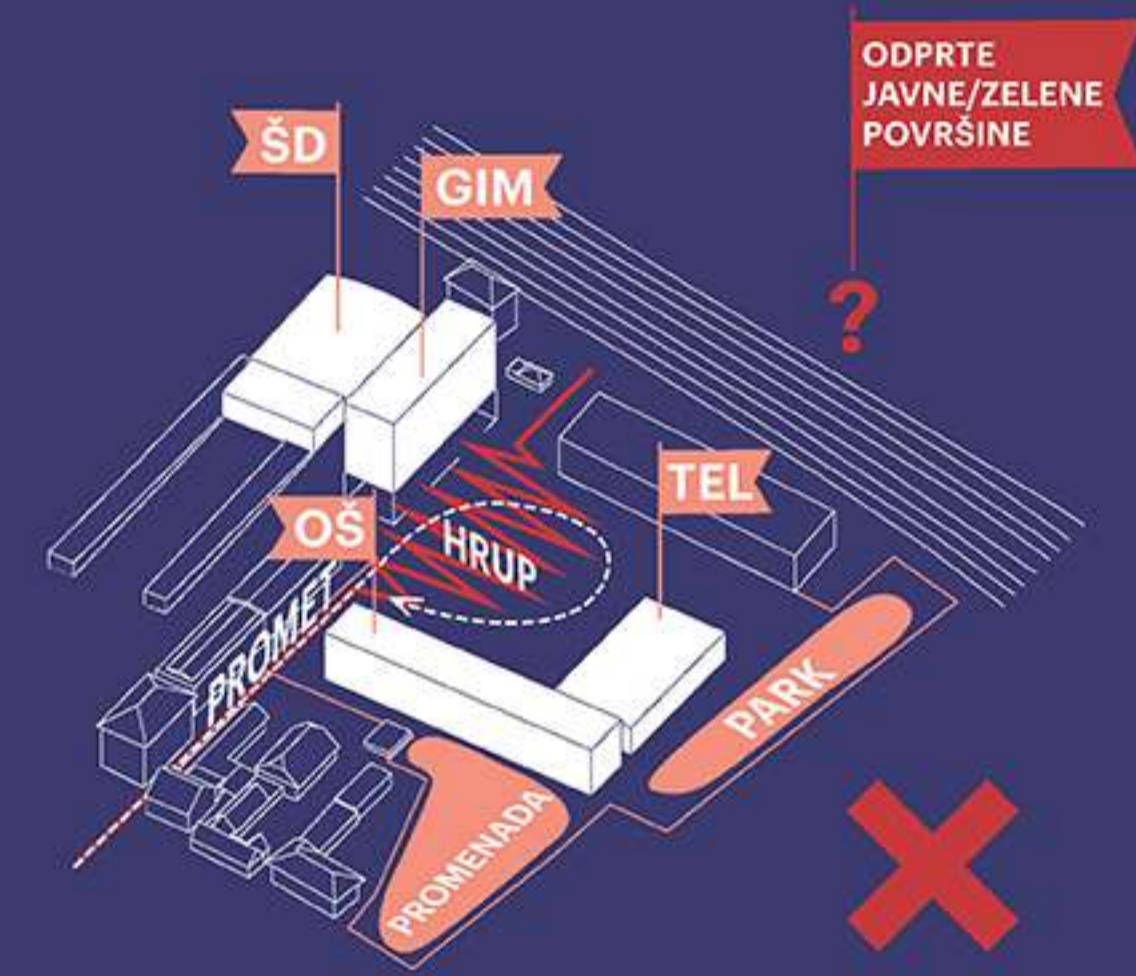 ODPRTE
JAVNE/ZELENE
POVRŠINE
ŠD
GIM
?
TEL
OŠ
HRUP
PROMET
PARK
PROMENADA